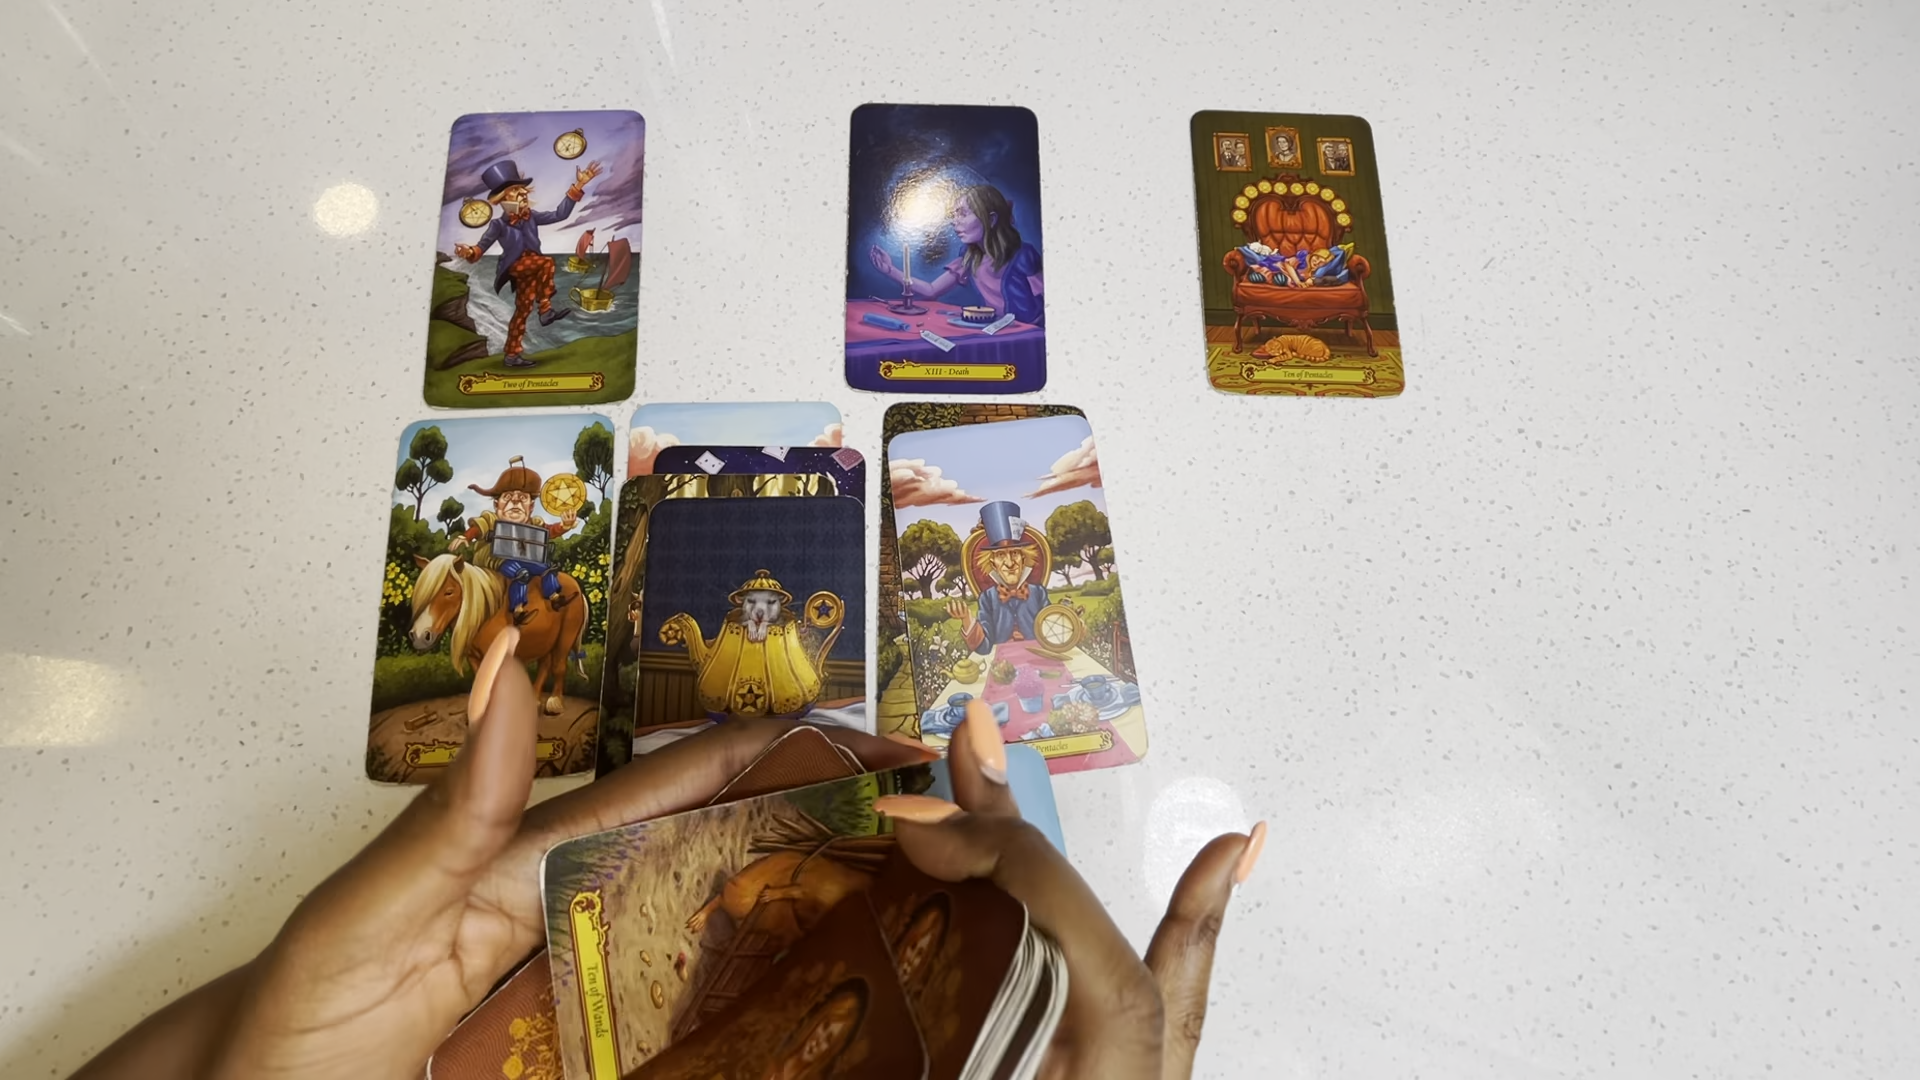 Two of Pentacles
XIII - Death
Ten of Pentacles
Pentacles
Ten of Wands